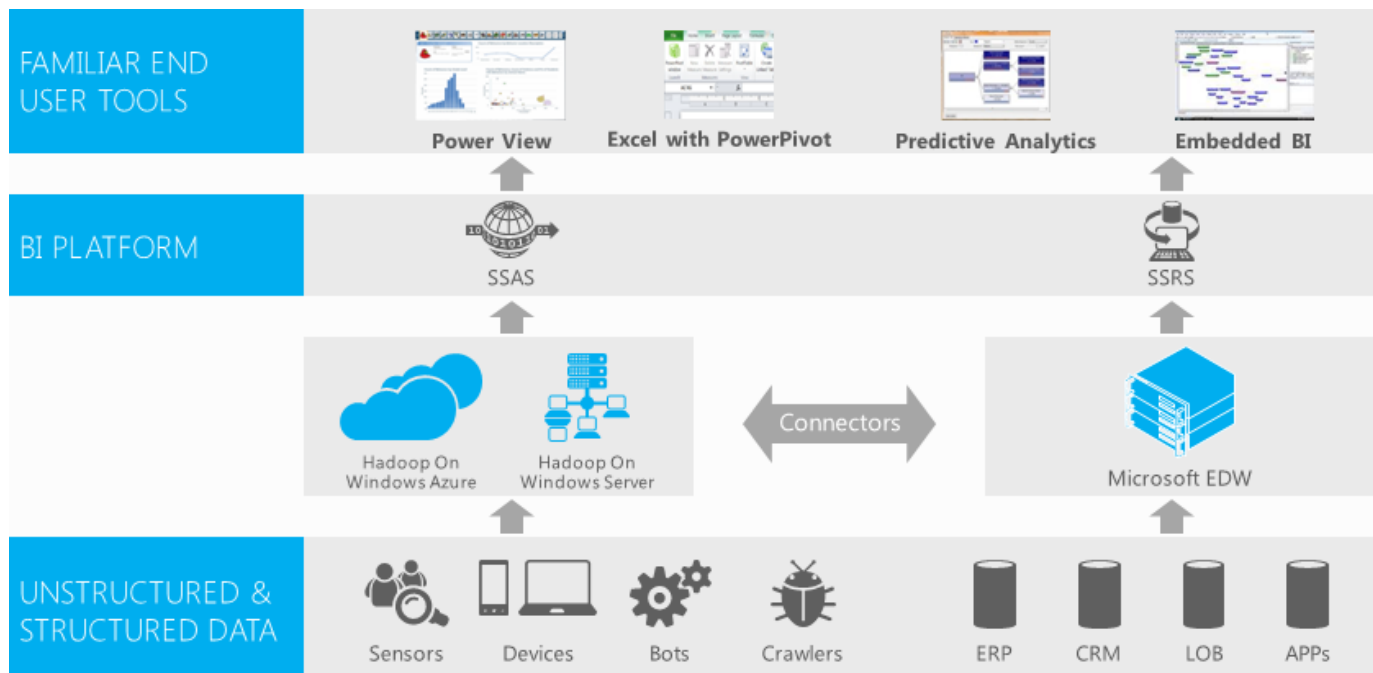 FAMILIAR END
USER TOOLS
Power View
Excel with PowerPivot
Predictive Analytics
Embedded BI
BI PLATFORM
SSAS
SSRS
Hadoop On
Windows Azure
Hadoop On
Windows Server
Connectors
Microsoft EDW
UNSTRUCTURED &
STRUCTURED DATA
Sensors
Devices
Bots
Crawlers
ERP
CRM
LOB
APPs